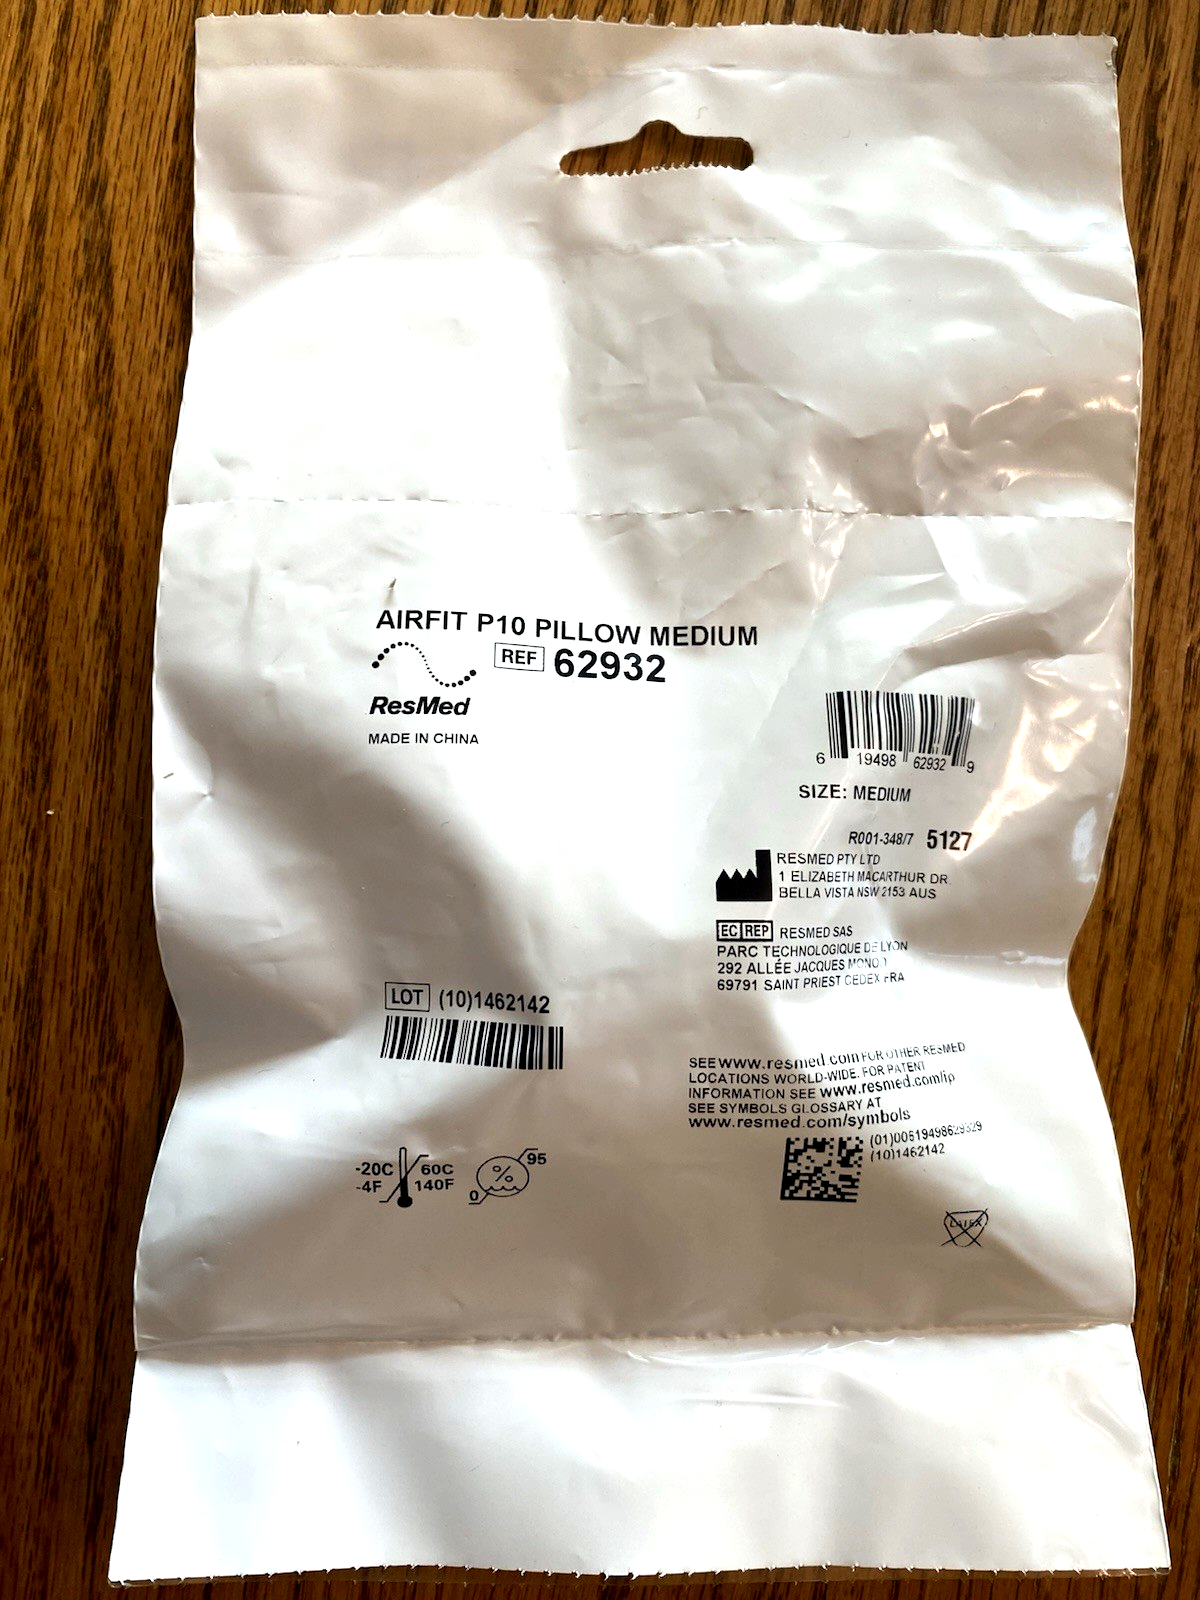 AIRFIT P10 PILLOW MEDIUM
REF 62932
ResMed
MADE IN CHINA
6 19498 62932 9
SIZE: MEDIUM
R001-348/7 5127
RESMED PTY LTD
1 ELIZABETH MACARTHUR DR
BELLA VISTA NSW 2153 AUS
EC REP RESMED SAS
PARC TECHNOLOGIQUE DE LYON
292 ALLÉE JACQUES MONOD
69791 SAINT PRIEST CEDEX FRA
LOT (10)1462142
SEE www.resmed.com FOR OTHER RESMED
LOCATIONS WORLD-WIDE. FOR PATENT
INFORMATION SEE www.resmed.com/ip
SEE SYMBOLS GLOSSARY AT
www.resmed.com/symbols
(01)00619498629329
(10)1462142
-20C 60C
-4F 140F
% 95
0
LATEX